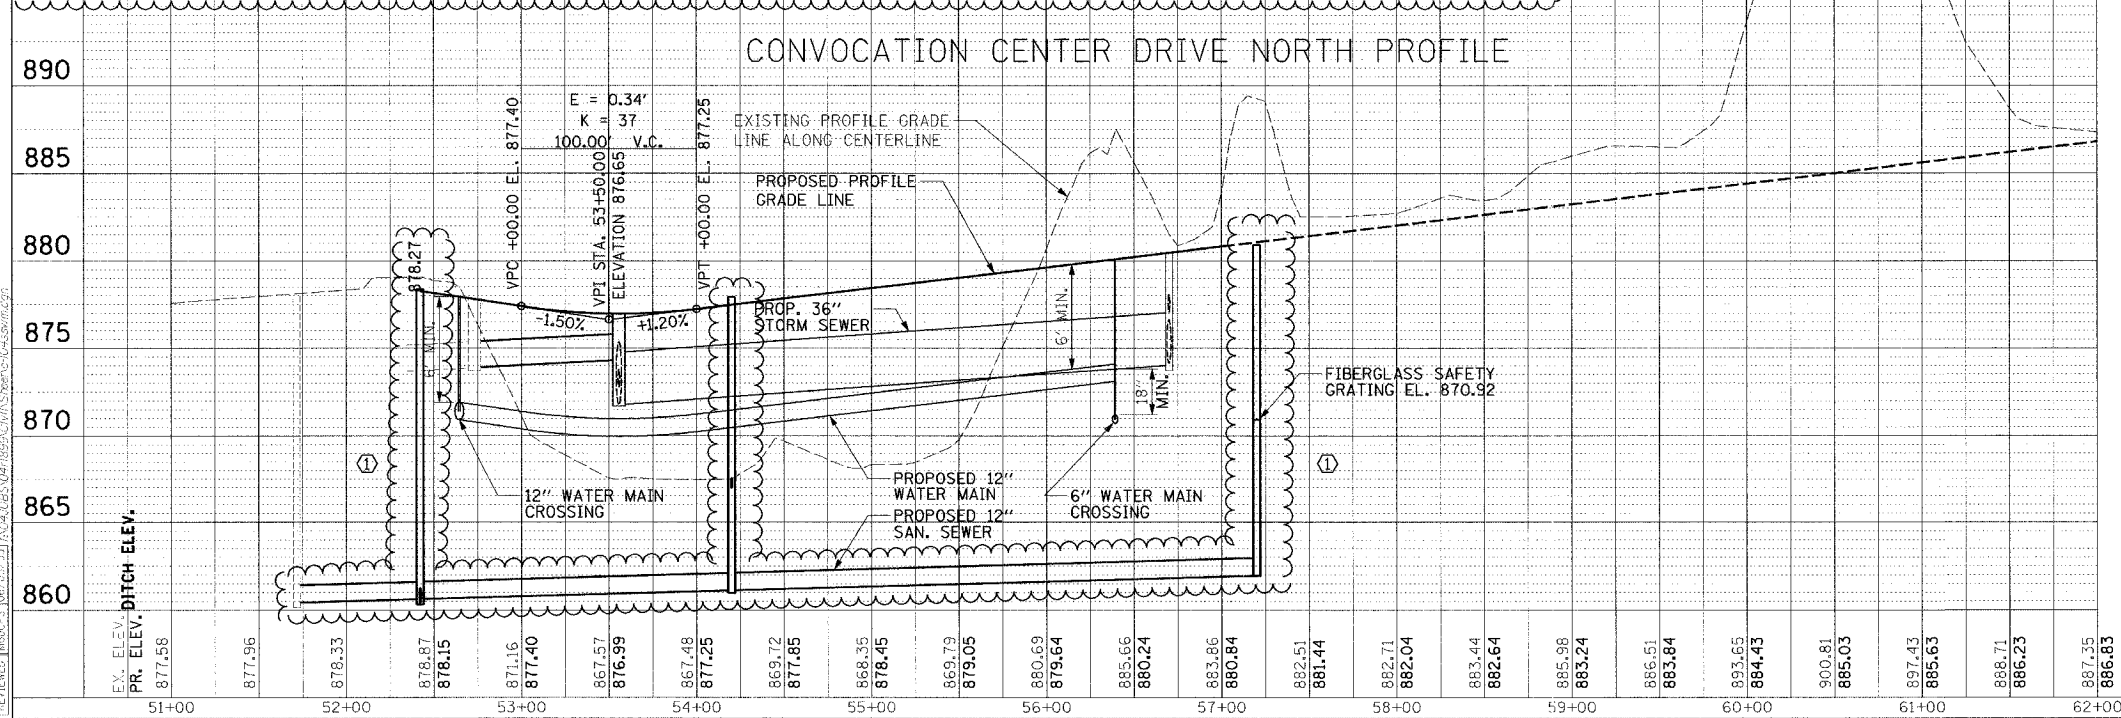 CONVOCATION CENTER DRIVE NORTH PROFILE
890
885
880
875
870
865
860
E = 0.34'
K = 37
100.00' V.C.
VPC +00.00 EL. 877.40
VPI STA. 53+50.00
ELEVATION 876.65
VPT +00.00 EL. 877.25
-1.50%
+1.20%
EXISTING PROFILE GRADE
LINE ALONG CENTERLINE
PROPOSED PROFILE
GRADE LINE
878.27
6' MIN.
PROP. 36"
STORM SEWER
6' MIN.
18"
MIN.
FIBERGLASS SAFETY
GRATING EL. 870.92
1
12" WATER MAIN
CROSSING
PROPOSED 12"
WATER MAIN
PROPOSED 12"
SAN. SEWER
6" WATER MAIN
CROSSING
1
DITCH ELEV.
EX. ELEV.
PR. ELEV.
877.58
877.96
878.33
878.87
878.15
871.16
877.40
867.57
876.99
867.48
877.25
869.72
877.85
868.35
878.45
869.79
879.05
880.69
879.64
885.66
880.24
883.86
880.84
882.51
881.44
882.71
882.04
883.44
882.64
885.98
883.24
886.51
883.84
893.65
884.43
900.81
885.03
897.43
885.63
888.71
886.23
887.35
886.83
51+00
52+00
53+00
54+00
55+00
56+00
57+00
58+00
59+00
60+00
61+00
62+00